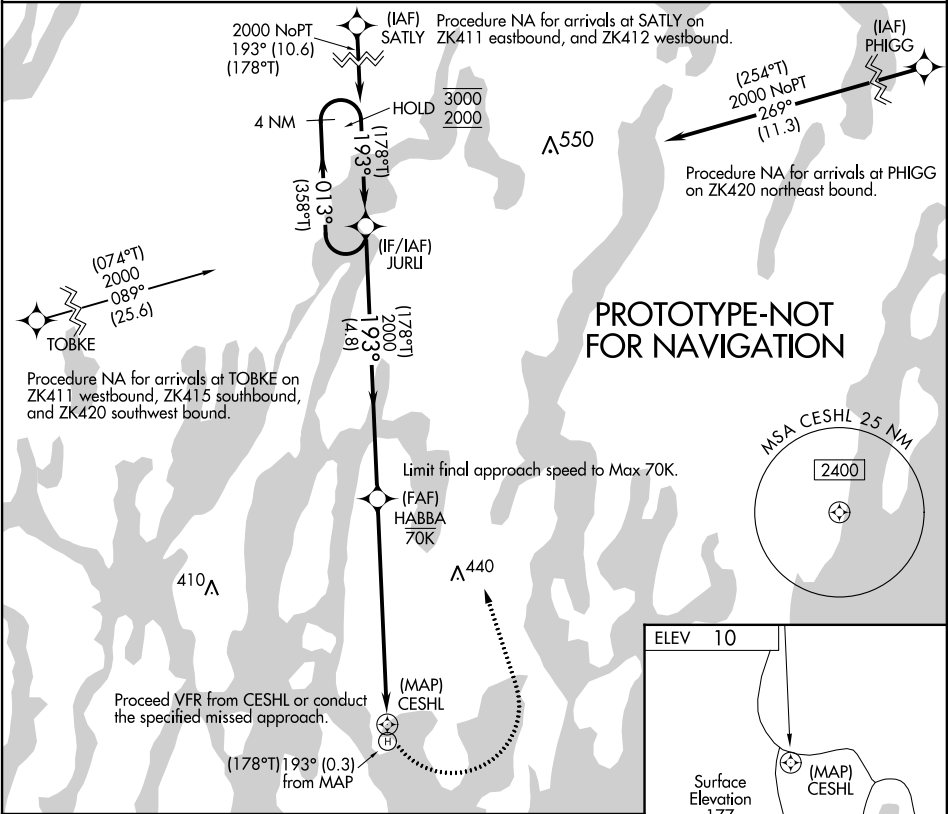 2000 NoPT
193° (10.6)
(178°T)
(IAF)
SATLY
Procedure NA for arrivals at SATLY on
ZK411 eastbound, and ZK412 westbound.
(IAF)
PHIGG
(254°T)
2000 NoPT
269°
(11.3)
Procedure NA for arrivals at PHIGG
on ZK420 northeast bound.
4 NM
HOLD
3000
2000
550
(178°T)
193°
013°
(358°T)
(IF/IAF)
JURLI
(074°T)
2000
089°
(25.6)
TOBKE
Procedure NA for arrivals at TOBKE on
ZK411 westbound, ZK415 southbound,
and ZK420 southwest bound.
(178°T)
2000
193°
(4.8)
PROTOTYPE-NOT
FOR NAVIGATION
MSA CESHL 25 NM
2400
Limit final approach speed to Max 70K.
(FAF)
HABBA
70K
410
440
Proceed VFR from CESHL or conduct
the specified missed approach.
(MAP)
CESHL
H
(178°T) 193° (0.3)
from MAP
ELEV 10
(MAP)
CESHL
Surface
Elevation
177